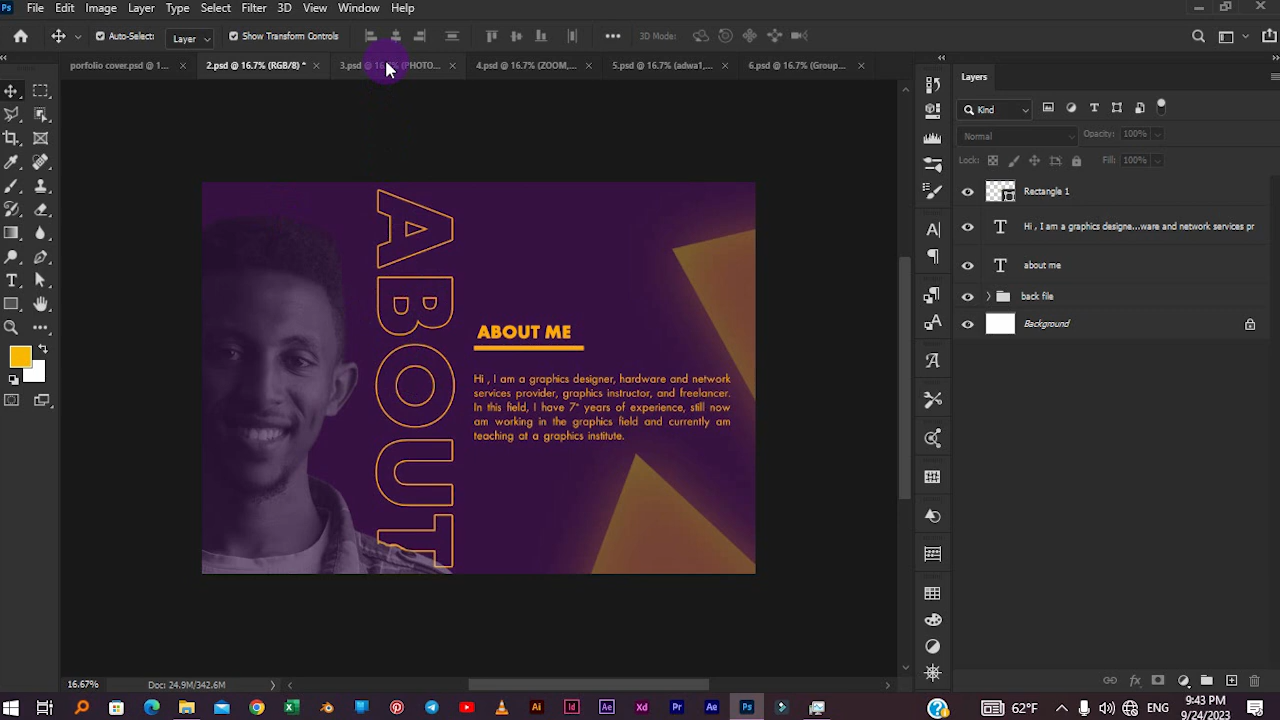 File Edit Image Layer Type Select Filter 3D View Window Help
Auto-Select: Layer Show Transform Controls 3D Mode:
porfolio cover.psd @ 1... 2.psd @ 16.7% (RGB/8) * 3.psd @ 16.7% (PHOTO... 4.psd @ 16.7% (ZOOM,... 5.psd @ 16.7% (adwa1,... 6.psd @ 16.7% (Group...
Layers
Kind
Normal Opacity: 100%
Lock: Fill: 100%
Rectangle 1
Hi , I am a graphics designe...ware and network services pr
about me
back file
Background
ABOUT
ABOUT ME
Hi , I am a graphics designer, hardware and network
services provider, graphics instructor, and freelancer.
In this field, I have 7+ years of experience, still now
am working in the graphics field and currently am
teaching at a graphics institute.
16.67% Doc: 24.9M/342.6M
62°F ENG 9:43 PM
9/24/2023